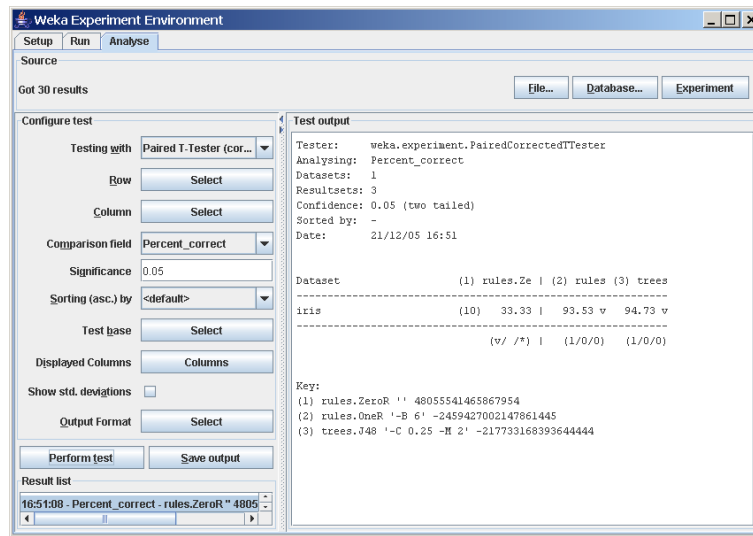 Weka Experiment Environment
Setup Run Analyse
Source
Got 30 results
File... Database... Experiment
Configure test
Testing with Paired T-Tester (cor...
Row Select
Column Select
Comparison field Percent_correct
Significance 0.05
Sorting (asc.) by <default>
Test base Select
Displayed Columns Columns
Show std. deviations
Output Format Select
Perform test Save output
Result list
16:51:08 - Percent_correct - rules.ZeroR '' 4805
Test output
Tester: weka.experiment.PairedCorrectedTTester
Analysing: Percent_correct
Datasets: 1
Resultsets: 3
Confidence: 0.05 (two tailed)
Sorted by: -
Date: 21/12/05 16:51
Dataset (1) rules.Ze | (2) rules (3) trees
---------------------------------------------------------------
iris (10) 33.33 | 93.53 v 94.73 v
---------------------------------------------------------------
(v/ /*) | (1/0/0) (1/0/0)
Key:
(1) rules.ZeroR '' 48055541465867954
(2) rules.OneR '-B 6' -2459427002147861445
(3) trees.J48 '-C 0.25 -M 2' -217733168393644444